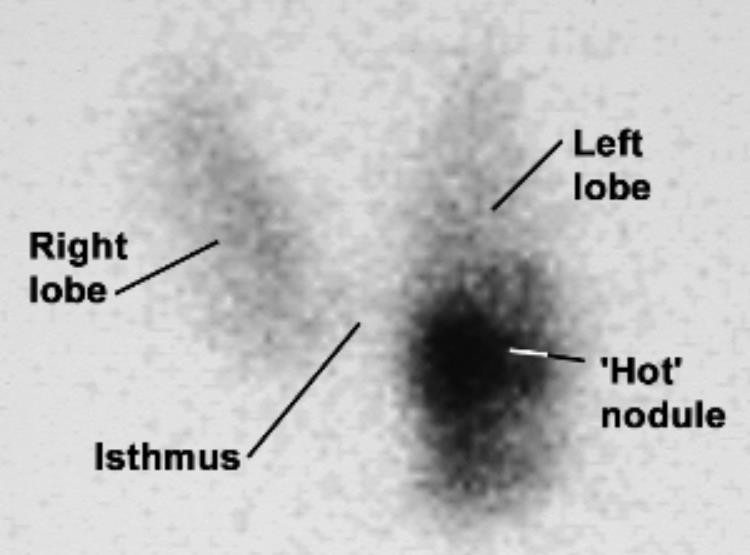 Left
lobe
Right
lobe
'Hot'
nodule
Isthmus